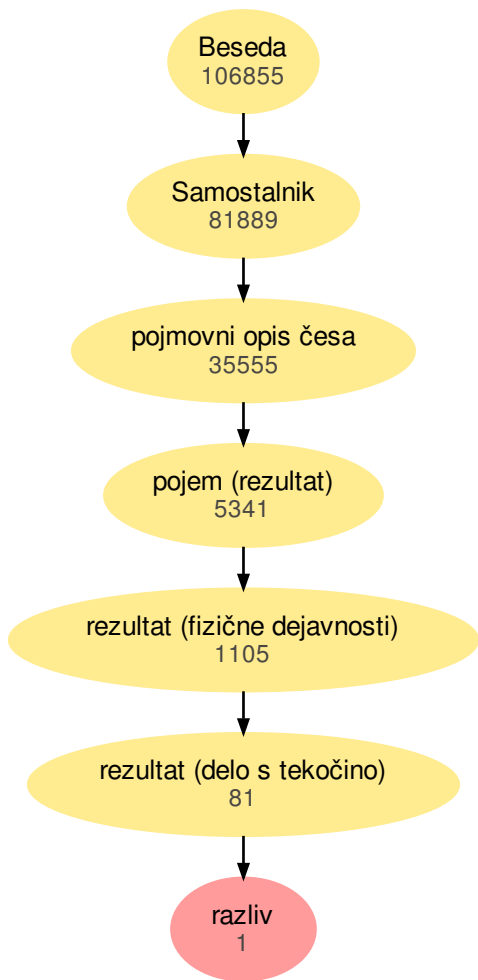 Beseda
106855
Samostalnik
81889
pojmovni opis česa
35555
pojem (rezultat)
5341
rezultat (fizične dejavnosti)
1105
rezultat (delo s tekočino)
81
razliv
1